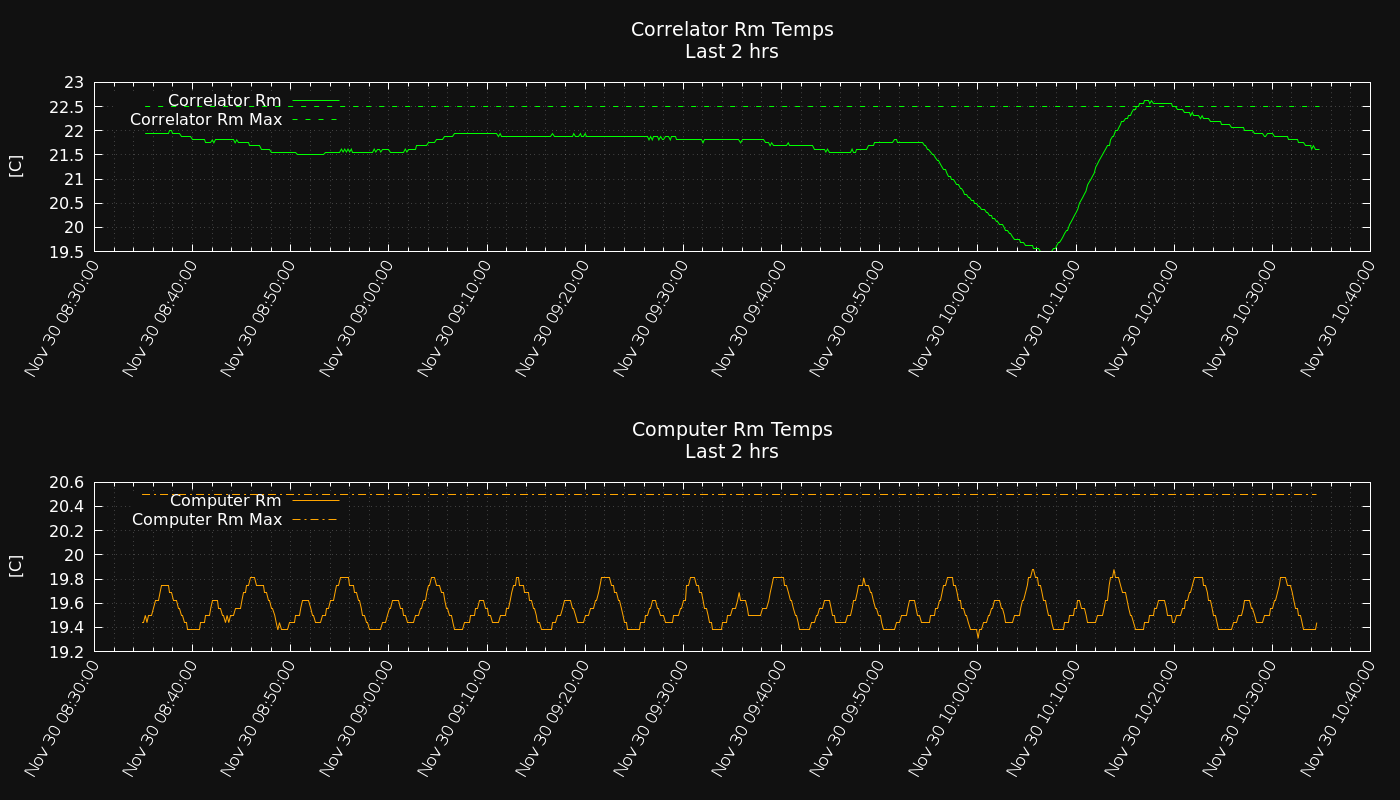 Correlator Rm Temps
Last 2 hrs
23
22.5
22
21.5
21
20.5
20
19.5
[C]
Correlator Rm
Correlator Rm Max
Nov 30 08:30:00
Nov 30 08:40:00
Nov 30 08:50:00
Nov 30 09:00:00
Nov 30 09:10:00
Nov 30 09:20:00
Nov 30 09:30:00
Nov 30 09:40:00
Nov 30 09:50:00
Nov 30 10:00:00
Nov 30 10:10:00
Nov 30 10:20:00
Nov 30 10:30:00
Nov 30 10:40:00
Computer Rm Temps
Last 2 hrs
20.6
20.4
20.2
20
19.8
19.6
19.4
19.2
[C]
Computer Rm
Computer Rm Max
Nov 30 08:30:00
Nov 30 08:40:00
Nov 30 08:50:00
Nov 30 09:00:00
Nov 30 09:10:00
Nov 30 09:20:00
Nov 30 09:30:00
Nov 30 09:40:00
Nov 30 09:50:00
Nov 30 10:00:00
Nov 30 10:10:00
Nov 30 10:20:00
Nov 30 10:30:00
Nov 30 10:40:00